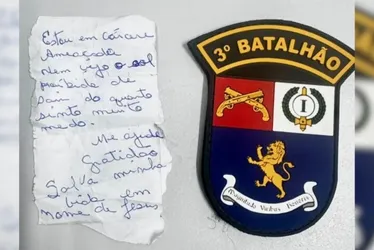 Estou em carcere
Ameaçada
Nem vejo o sol
proibida de
sair do quarto
sinto muito
medo.
Me ajude
gratidão
Salva minha
vida em
nome de Jesus
3º BATALHÃO
I